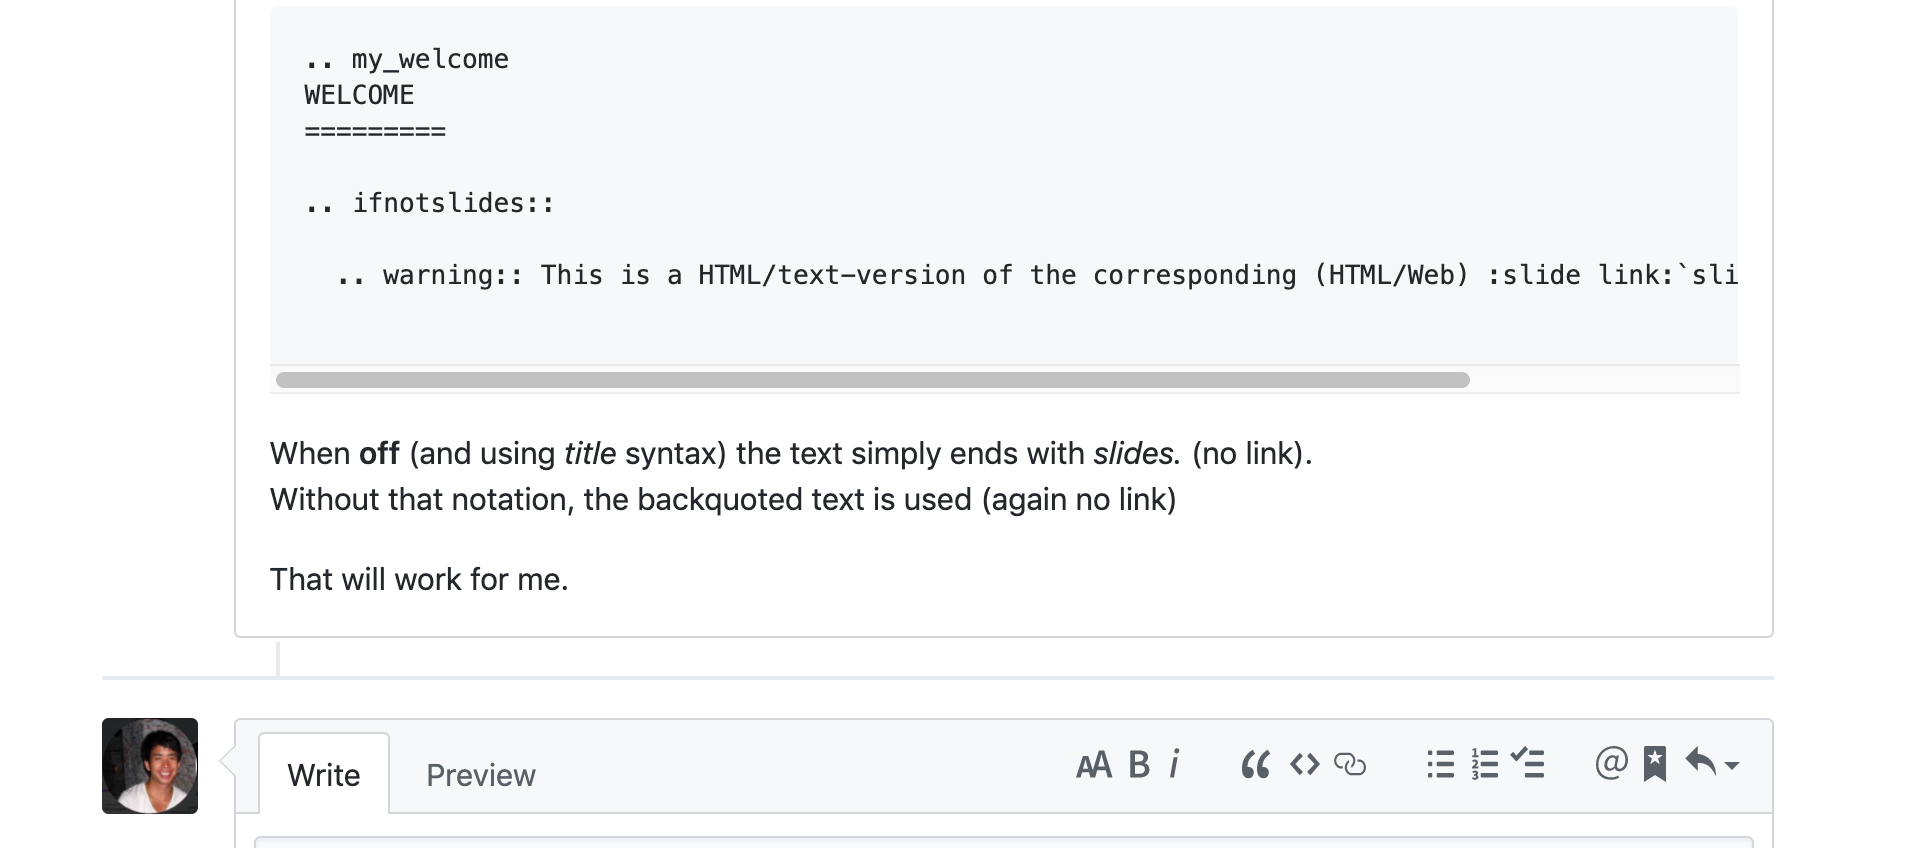 .. my_welcome
WELCOME
=========
.. ifnotslides::
.. warning:: This is a HTML/text-version of the corresponding (HTML/Web) :slide link:`sli
When off (and using title syntax) the text simply ends with slides. (no link).
Without that notation, the backquoted text is used (again no link)
That will work for me.
Write Preview